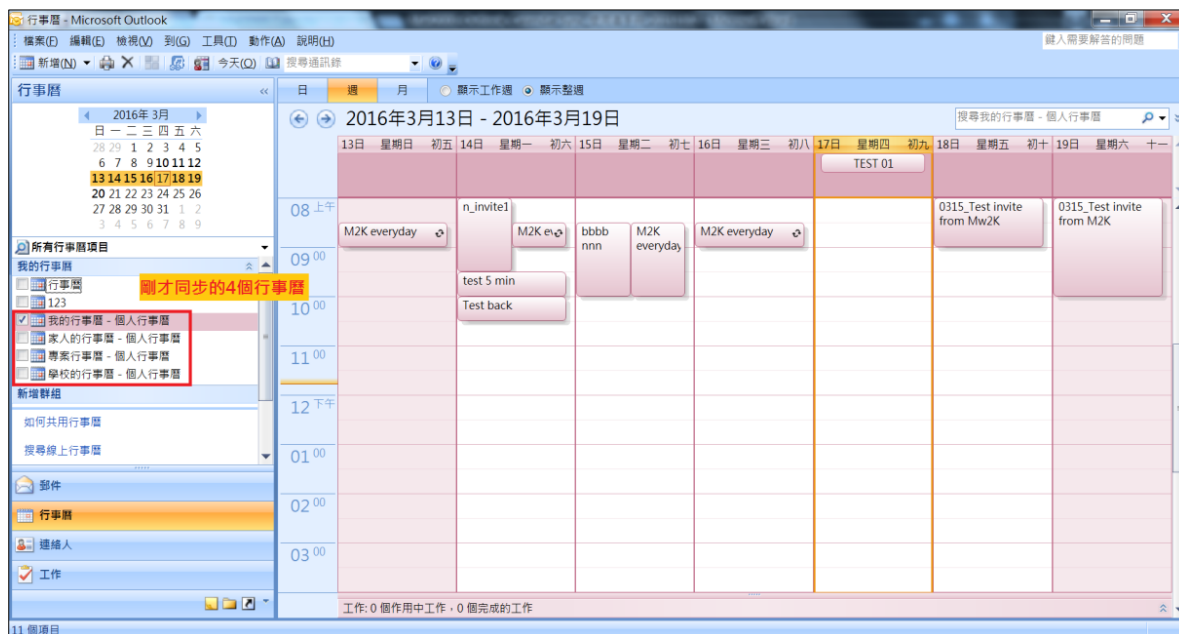 行事曆 - Microsoft Outlook
檔案(F) 編輯(E) 檢視(V) 到(G) 工具(T) 動作(A) 說明(H)
鍵入需要解答的問題
新增(N) 今天(O) 搜尋通訊錄
行事曆 «
日 週 月 顯示工作週 顯示整週
2016年 3月
日 一 二 三 四 五 六
28 29 1 2 3 4 5
6 7 8 9 10 11 12
13 14 15 16 17 18 19
20 21 22 23 24 25 26
27 28 29 30 31 1 2
3 4 5 6 7 8 9
所有行事曆項目
我的行事曆
行事曆
123
我的行事曆 - 個人行事曆
家人的行事曆 - 個人行事曆
專案行事曆 - 個人行事曆
學校的行事曆 - 個人行事曆
剛才同步的4個行事曆
新增群組
如何共用行事曆
搜尋線上行事曆
郵件
行事曆
連絡人
工作
2016年3月13日 - 2016年3月19日
搜尋我的行事曆 - 個人行事曆
13日 星期日 初五 14日 星期一 初六 15日 星期二 初七 16日 星期三 初八 17日 星期四 初九 18日 星期五 初十 19日 星期六 十一
TEST 01
08 上午
n_invite1
0315_Test invite
from Mw2K
0315_Test invite
from M2K
M2K everyday
M2K ev
bbbb
nnn
M2K
everyday
M2K everyday
09 00
test 5 min
10 00
Test back
11 00
12 下午
01 00
02 00
03 00
工作: 0 個作用中工作，0 個完成的工作
11 個項目